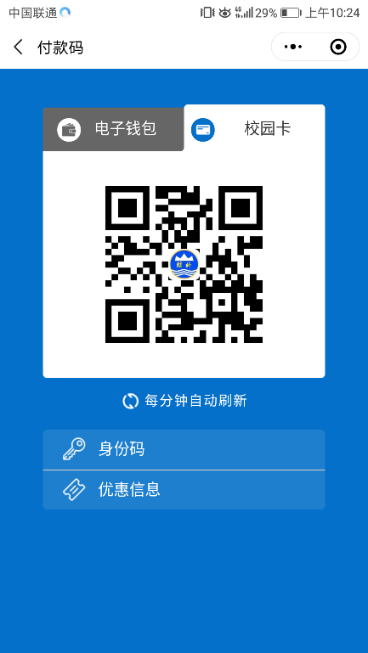 中国联通
29%
上午10:24
付款码
电子钱包
校园卡
每分钟自动刷新
身份码
优惠信息